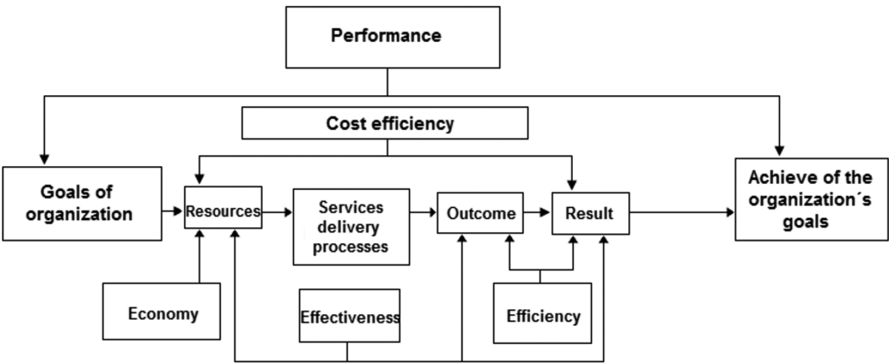 Performance
Cost efficiency
Goals of
organization
Resources
Services
delivery
processes
Outcome
Result
Achieve of the
organization´s
goals
Economy
Effectiveness
Efficiency